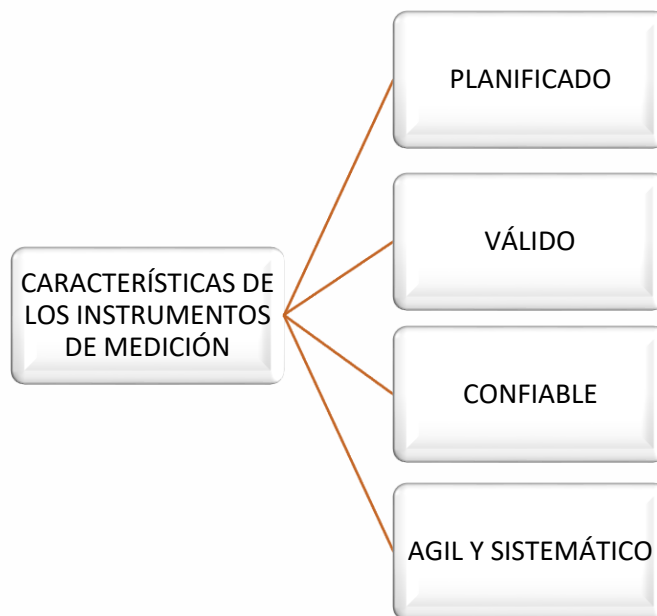 PLANIFICADO
VÁLIDO
CARACTERÍSTICAS DE
LOS INSTRUMENTOS
DE MEDICIÓN
CONFIABLE
AGIL Y SISTEMÁTICO